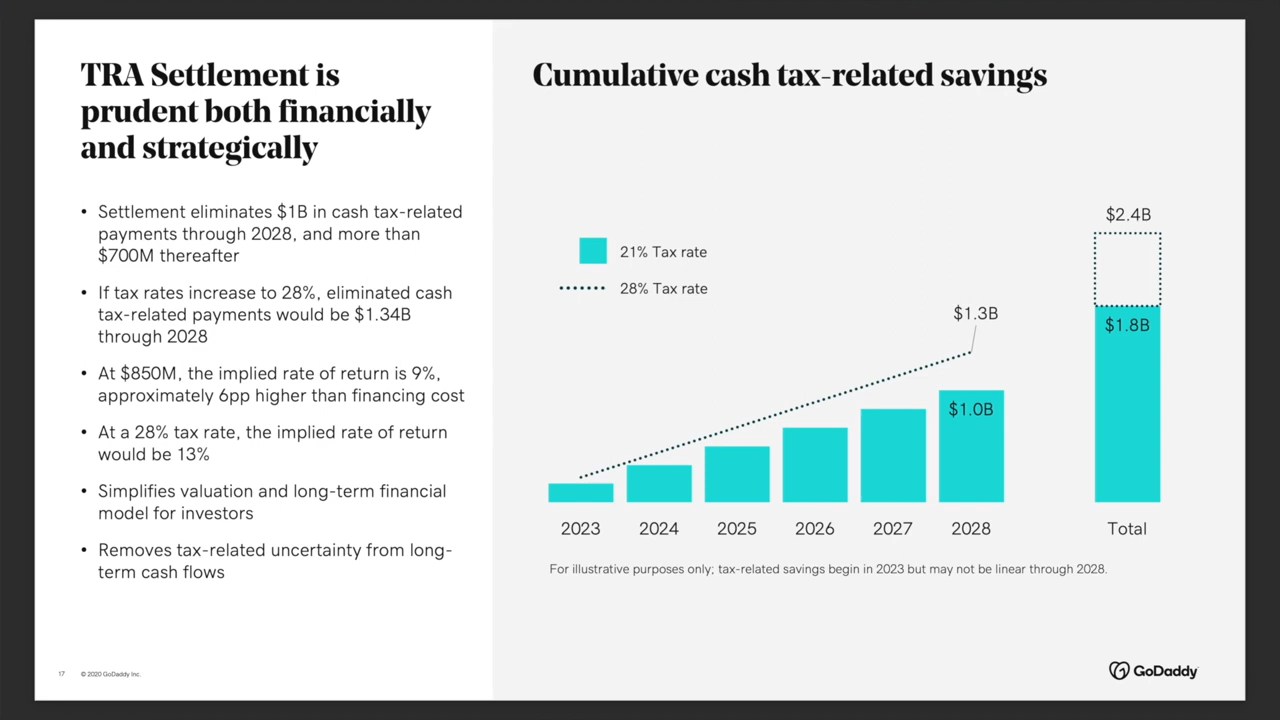 TRA Settlement is
prudent both financially
and strategically
• Settlement eliminates $1B in cash tax-related
payments through 2028, and more than
$700M thereafter
• If tax rates increase to 28%, eliminated cash
tax-related payments would be $1.34B
through 2028
• At $850M, the implied rate of return is 9%,
approximately 6pp higher than financing cost
• At a 28% tax rate, the implied rate of return
would be 13%
• Simplifies valuation and long-term financial
model for investors
• Removes tax-related uncertainty from long-
term cash flows
17 © 2020 GoDaddy Inc.
Cumulative cash tax-related savings
21% Tax rate
28% Tax rate
$1.3B
$1.0B
$2.4B
$1.8B
2023 2024 2025 2026 2027 2028 Total
For illustrative purposes only; tax-related savings begin in 2023 but may not be linear through 2028.
GoDaddy